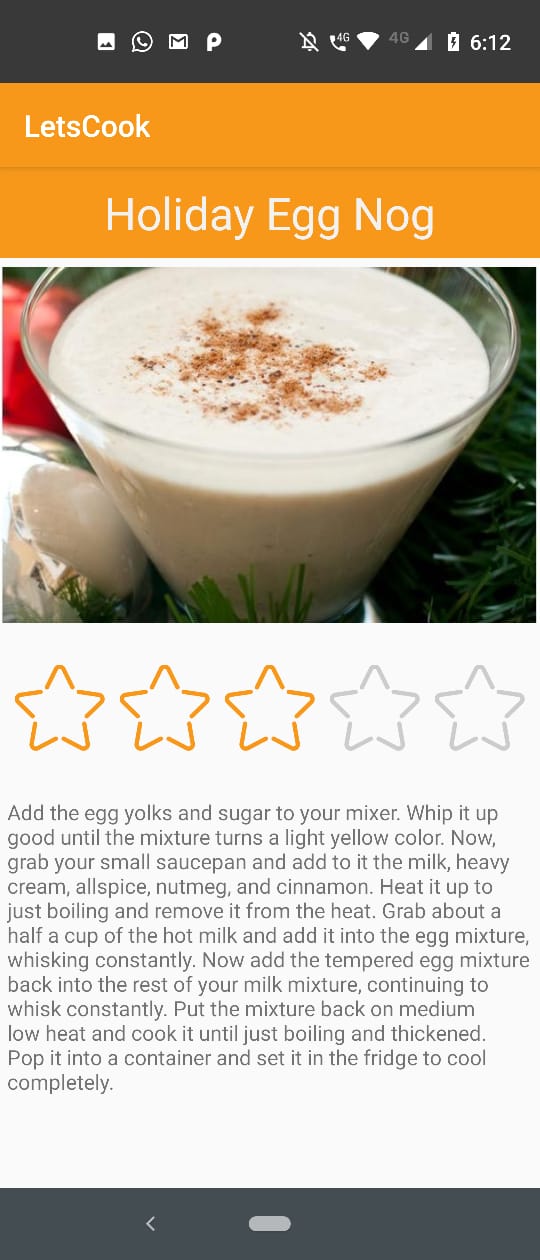 4G 4G 6:12
LetsCook
Holiday Egg Nog
Add the egg yolks and sugar to your mixer. Whip it up
good until the mixture turns a light yellow color. Now,
grab your small saucepan and add to it the milk, heavy
cream, allspice, nutmeg, and cinnamon. Heat it up to
just boiling and remove it from the heat. Grab about a
half a cup of the hot milk and add it into the egg mixture,
whisking constantly. Now add the tempered egg mixture
back into the rest of your milk mixture, continuing to
whisk constantly. Put the mixture back on medium
low heat and cook it until just boiling and thickened.
Pop it into a container and set it in the fridge to cool
completely.